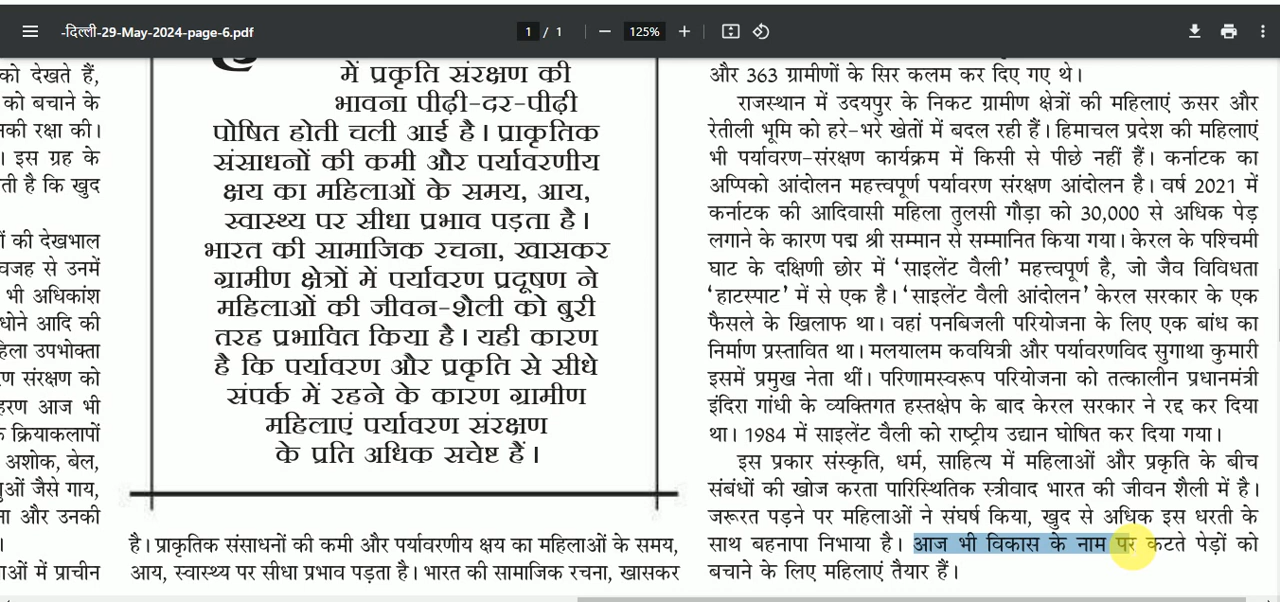 -दिल्ली-29-May-2024-page-6.pdf
1 / 1
125%
को देखते हैं,
को बचाने के
की रक्षा की।
। इस ग्रह के
ती है कि खुद
ों की देखभाल
वजह से उनमें
भी अधिकांश
धोने आदि की
हिला उपभोक्ता
ण संरक्षण को
हरण आज भी
क्रियाकलापों
अशोक, बेल,
ुओं जैसे गाय,
ना और उनकी
।
ाओं में प्राचीन
में प्रकृति संरक्षण की
भावना पीढ़ी-दर-पीढ़ी
पोषित होती चली आई है। प्राकृतिक
संसाधनों की कमी और पर्यावरणीय
क्षय का महिलाओं के समय, आय,
स्वास्थ्य पर सीधा प्रभाव पड़ता है।
भारत की सामाजिक रचना, खासकर
ग्रामीण क्षेत्रों में पर्यावरण प्रदूषण ने
महिलाओं की जीवन-शैली को बुरी
तरह प्रभावित किया है। यही कारण
है कि पर्यावरण और प्रकृति से सीधे
संपर्क में रहने के कारण ग्रामीण
महिलाएं पर्यावरण संरक्षण
के प्रति अधिक सचेष्ट हैं।
है। प्राकृतिक संसाधनों की कमी और पर्यावरणीय क्षय का महिलाओं के समय,
आय, स्वास्थ्य पर सीधा प्रभाव पड़ता है। भारत की सामाजिक रचना, खासकर
और 363 ग्रामीणों के सिर कलम कर दिए गए थे।
राजस्थान में उदयपुर के निकट ग्रामीण क्षेत्रों की महिलाएं ऊसर और
रेतीली भूमि को हरे-भरे खेतों में बदल रही हैं। हिमाचल प्रदेश की महिलाएं
भी पर्यावरण-संरक्षण कार्यक्रम में किसी से पीछे नहीं हैं। कर्नाटक का
अप्पिको आंदोलन महत्त्वपूर्ण पर्यावरण संरक्षण आंदोलन है। वर्ष 2021 में
कर्नाटक की आदिवासी महिला तुलसी गौड़ा को 30,000 से अधिक पेड़
लगाने के कारण पद्म श्री सम्मान से सम्मानित किया गया। केरल के पश्चिमी
घाट के दक्षिणी छोर में ‘साइलेंट वैली’ महत्त्वपूर्ण है, जो जैव विविधता
‘हाटस्पाट’ में से एक है। ‘साइलेंट वैली आंदोलन’ केरल सरकार के एक
फैसले के खिलाफ था। वहां पनबिजली परियोजना के लिए एक बांध का
निर्माण प्रस्तावित था। मलयालम कवयित्री और पर्यावरणविद सुगाथा कुमारी
इसमें प्रमुख नेता थीं। परिणामस्वरूप परियोजना को तत्कालीन प्रधानमंत्री
इंदिरा गांधी के व्यक्तिगत हस्तक्षेप के बाद केरल सरकार ने रद्द कर दिया
था। 1984 में साइलेंट वैली को राष्ट्रीय उद्यान घोषित कर दिया गया।
इस प्रकार संस्कृति, धर्म, साहित्य में महिलाओं और प्रकृति के बीच
संबंधों की खोज करता पारिस्थितिक स्त्रीवाद भारत की जीवन शैली में है।
जरूरत पड़ने पर महिलाओं ने संघर्ष किया, खुद से अधिक इस धरती के
साथ बहनापा निभाया है। आज भी विकास के नाम पर कटते पेड़ों को
बचाने के लिए महिलाएं तैयार हैं।